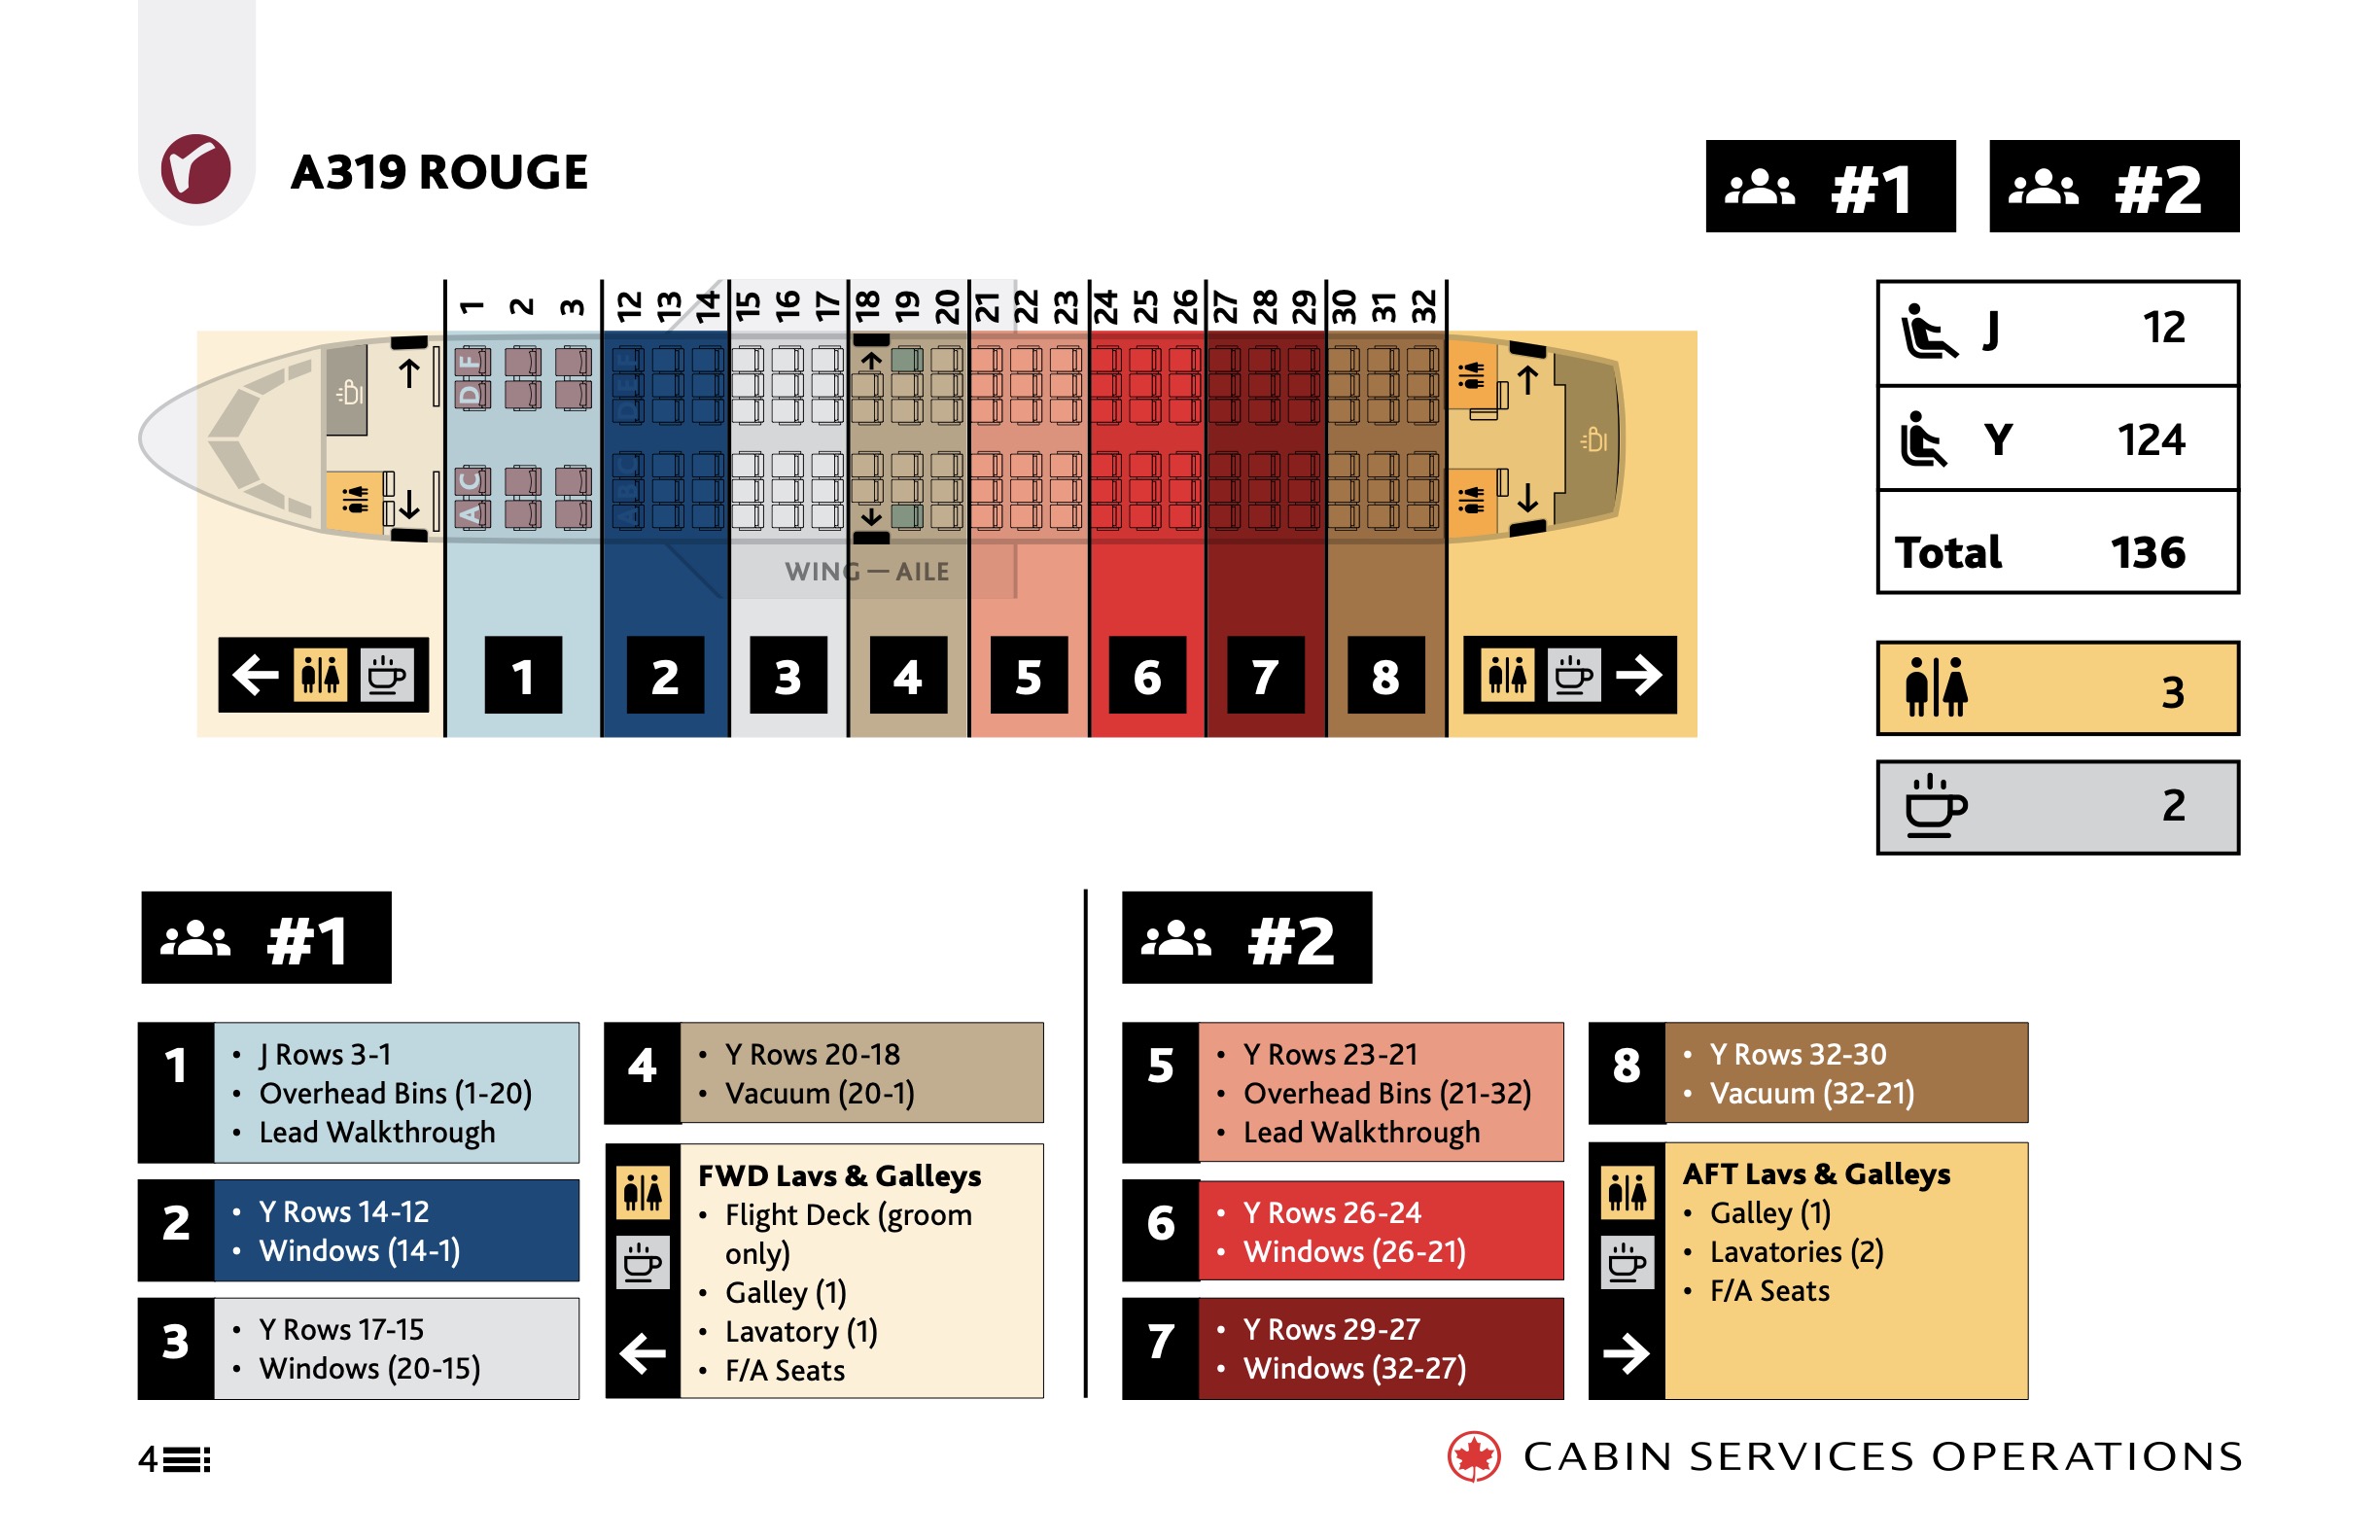 A319 ROUGE
#1
#2
1 2 3 12 13 14 15 16 17 18 19 20 21 22 23 24 25 26 27 28 29 30 31 32
F
D
C
A
F
E
D
C
B
A
WING — AILE
1 2 3 4 5 6 7 8
J 12
Y 124
Total 136
3
2
#1
1
• J Rows 3-1
• Overhead Bins (1-20)
• Lead Walkthrough
2
• Y Rows 14-12
• Windows (14-1)
3
• Y Rows 17-15
• Windows (20-15)
4
• Y Rows 20-18
• Vacuum (20-1)
FWD Lavs & Galleys
• Flight Deck (groom
only)
• Galley (1)
• Lavatory (1)
• F/A Seats
#2
5
• Y Rows 23-21
• Overhead Bins (21-32)
• Lead Walkthrough
6
• Y Rows 26-24
• Windows (26-21)
7
• Y Rows 29-27
• Windows (32-27)
8
• Y Rows 32-30
• Vacuum (32-21)
AFT Lavs & Galleys
• Galley (1)
• Lavatories (2)
• F/A Seats
4
CABIN SERVICES OPERATIONS